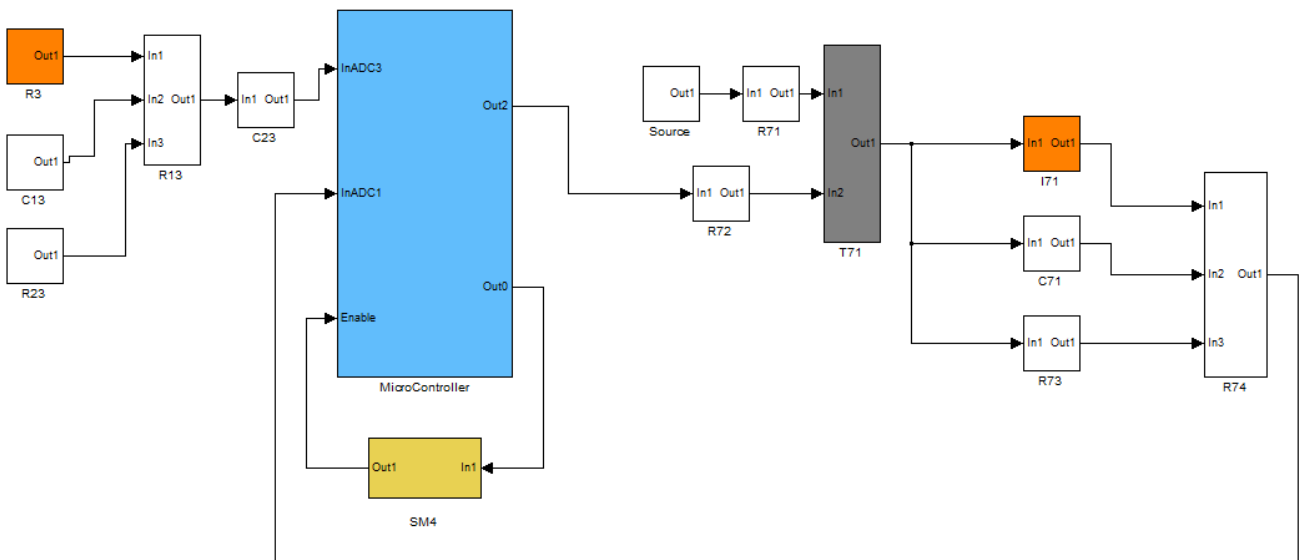 Out1
R3
In1
In2
In3
Out1
R13
Out1
C13
Out1
R23
In1 Out1
C23
InADC3
InADC1
Enable
Out2
Out0
MicroController
Out1 In1
SM4
Out1
Source
In1 Out1
R71
In1 Out1
R72
In1
In2
Out1
T71
In1 Out1
I71
In1 Out1
C71
In1 Out1
R73
In1
In2
In3
Out1
R74